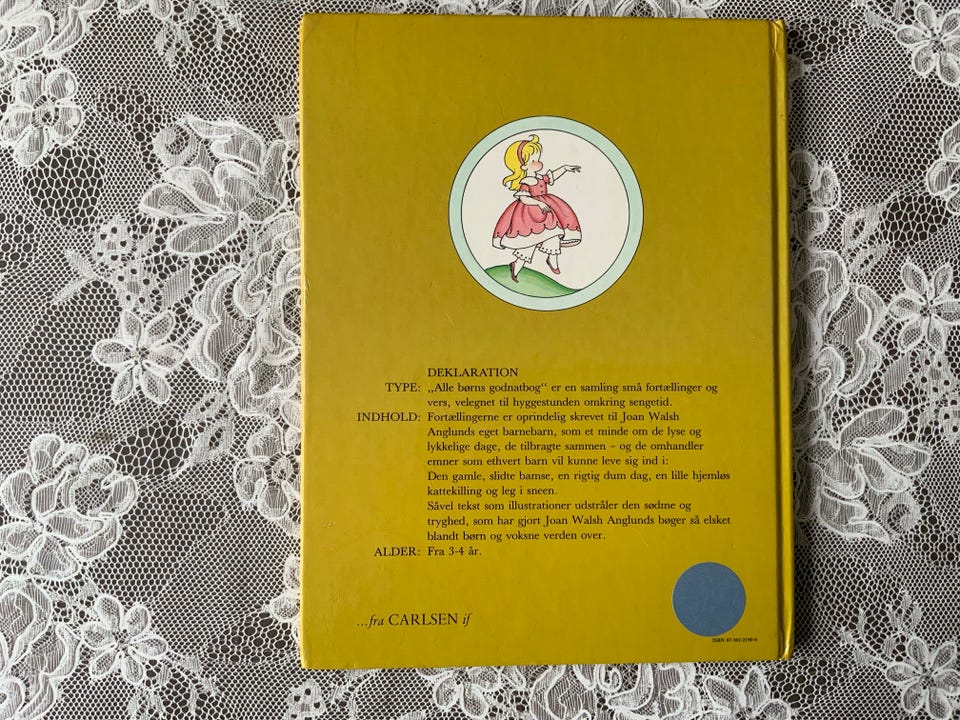 DEKLARATION
TYPE: „Alle børns godnatbog“ er en samling små fortællinger og
vers, velegnet til hyggestunden omkring sengetid.
INDHOLD: Fortællingerne er oprindelig skrevet til Joan Walsh
Anglunds eget barnebarn, som et minde om de lyse og
lykkelige dage, de tilbragte sammen – og de omhandler
emner som ethvert barn vil kunne leve sig ind i:
Den gamle, slidte bamse, en rigtig dum dag, en lille hjemløs
kattekilling og leg i sneen.
Såvel tekst som illustrationer udstråler den sødme og
tryghed, som har gjort Joan Walsh Anglunds bøger så elsket
blandt børn og voksne verden over.
ALDER: Fra 3-4 år.
...fra CARLSEN if
ISBN